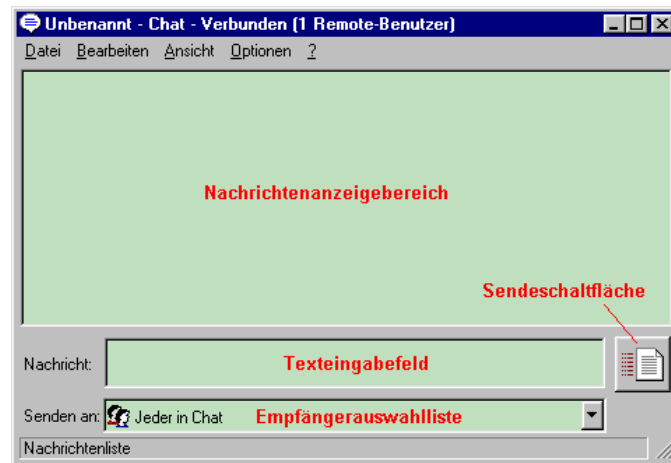 Unbenannt - Chat - Verbunden (1 Remote-Benutzer)
Datei Bearbeiten Ansicht Optionen ?
Nachrichtenanzeigebereich
Sendeschaltfläche
Nachricht: Texteingabefeld
Senden an: Jeder in Chat Empfängerauswahlliste
Nachrichtenliste